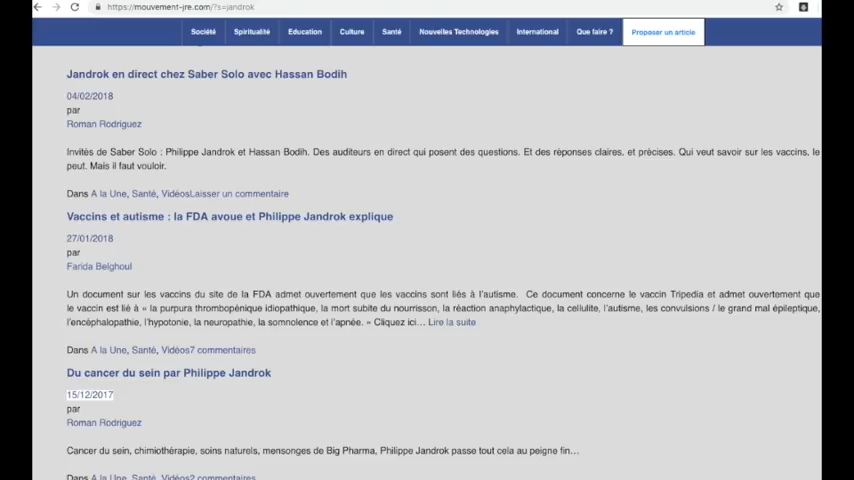 https://mouvement-jre.com/?s=jandrok
Société Spiritualité Education Culture Santé Nouvelles Technologies International Que faire ? Proposer un article
Jandrok en direct chez Saber Solo avec Hassan Bodih
04/02/2018
par
Roman Rodriguez
Invités de Saber Solo : Philippe Jandrok et Hassan Bodih. Des auditeurs en direct qui posent des questions. Et des réponses claires, et précises. Qui veut savoir sur les vaccins, le
peut. Mais il faut vouloir.
Dans A la Une, Santé, VidéosLaisser un commentaire
Vaccins et autisme : la FDA avoue et Philippe Jandrok explique
27/01/2018
par
Farida Belghoul
Un document sur les vaccins du site de la FDA admet ouvertement que les vaccins sont liés à l'autisme. Ce document concerne le vaccin Tripedia et admet ouvertement que
le vaccin est lié à « la purpura thrombopénique idiopathique, la mort subite du nourrisson, la réaction anaphylactique, la cellulite, l'autisme, les convulsions / le grand mal épileptique,
l'encéphalopathie, l'hypotonie, la neuropathie, la somnolence et l'apnée. » Cliquez ici… Lire la suite
Dans A la Une, Santé, Vidéos7 commentaires
Du cancer du sein par Philippe Jandrok
15/12/2017
par
Roman Rodriguez
Cancer du sein, chimiothérapie, soins naturels, mensonges de Big Pharma, Philippe Jandrok passe tout cela au peigne fin…
Dans A la Une, Santé, Vidéos2 commentaires